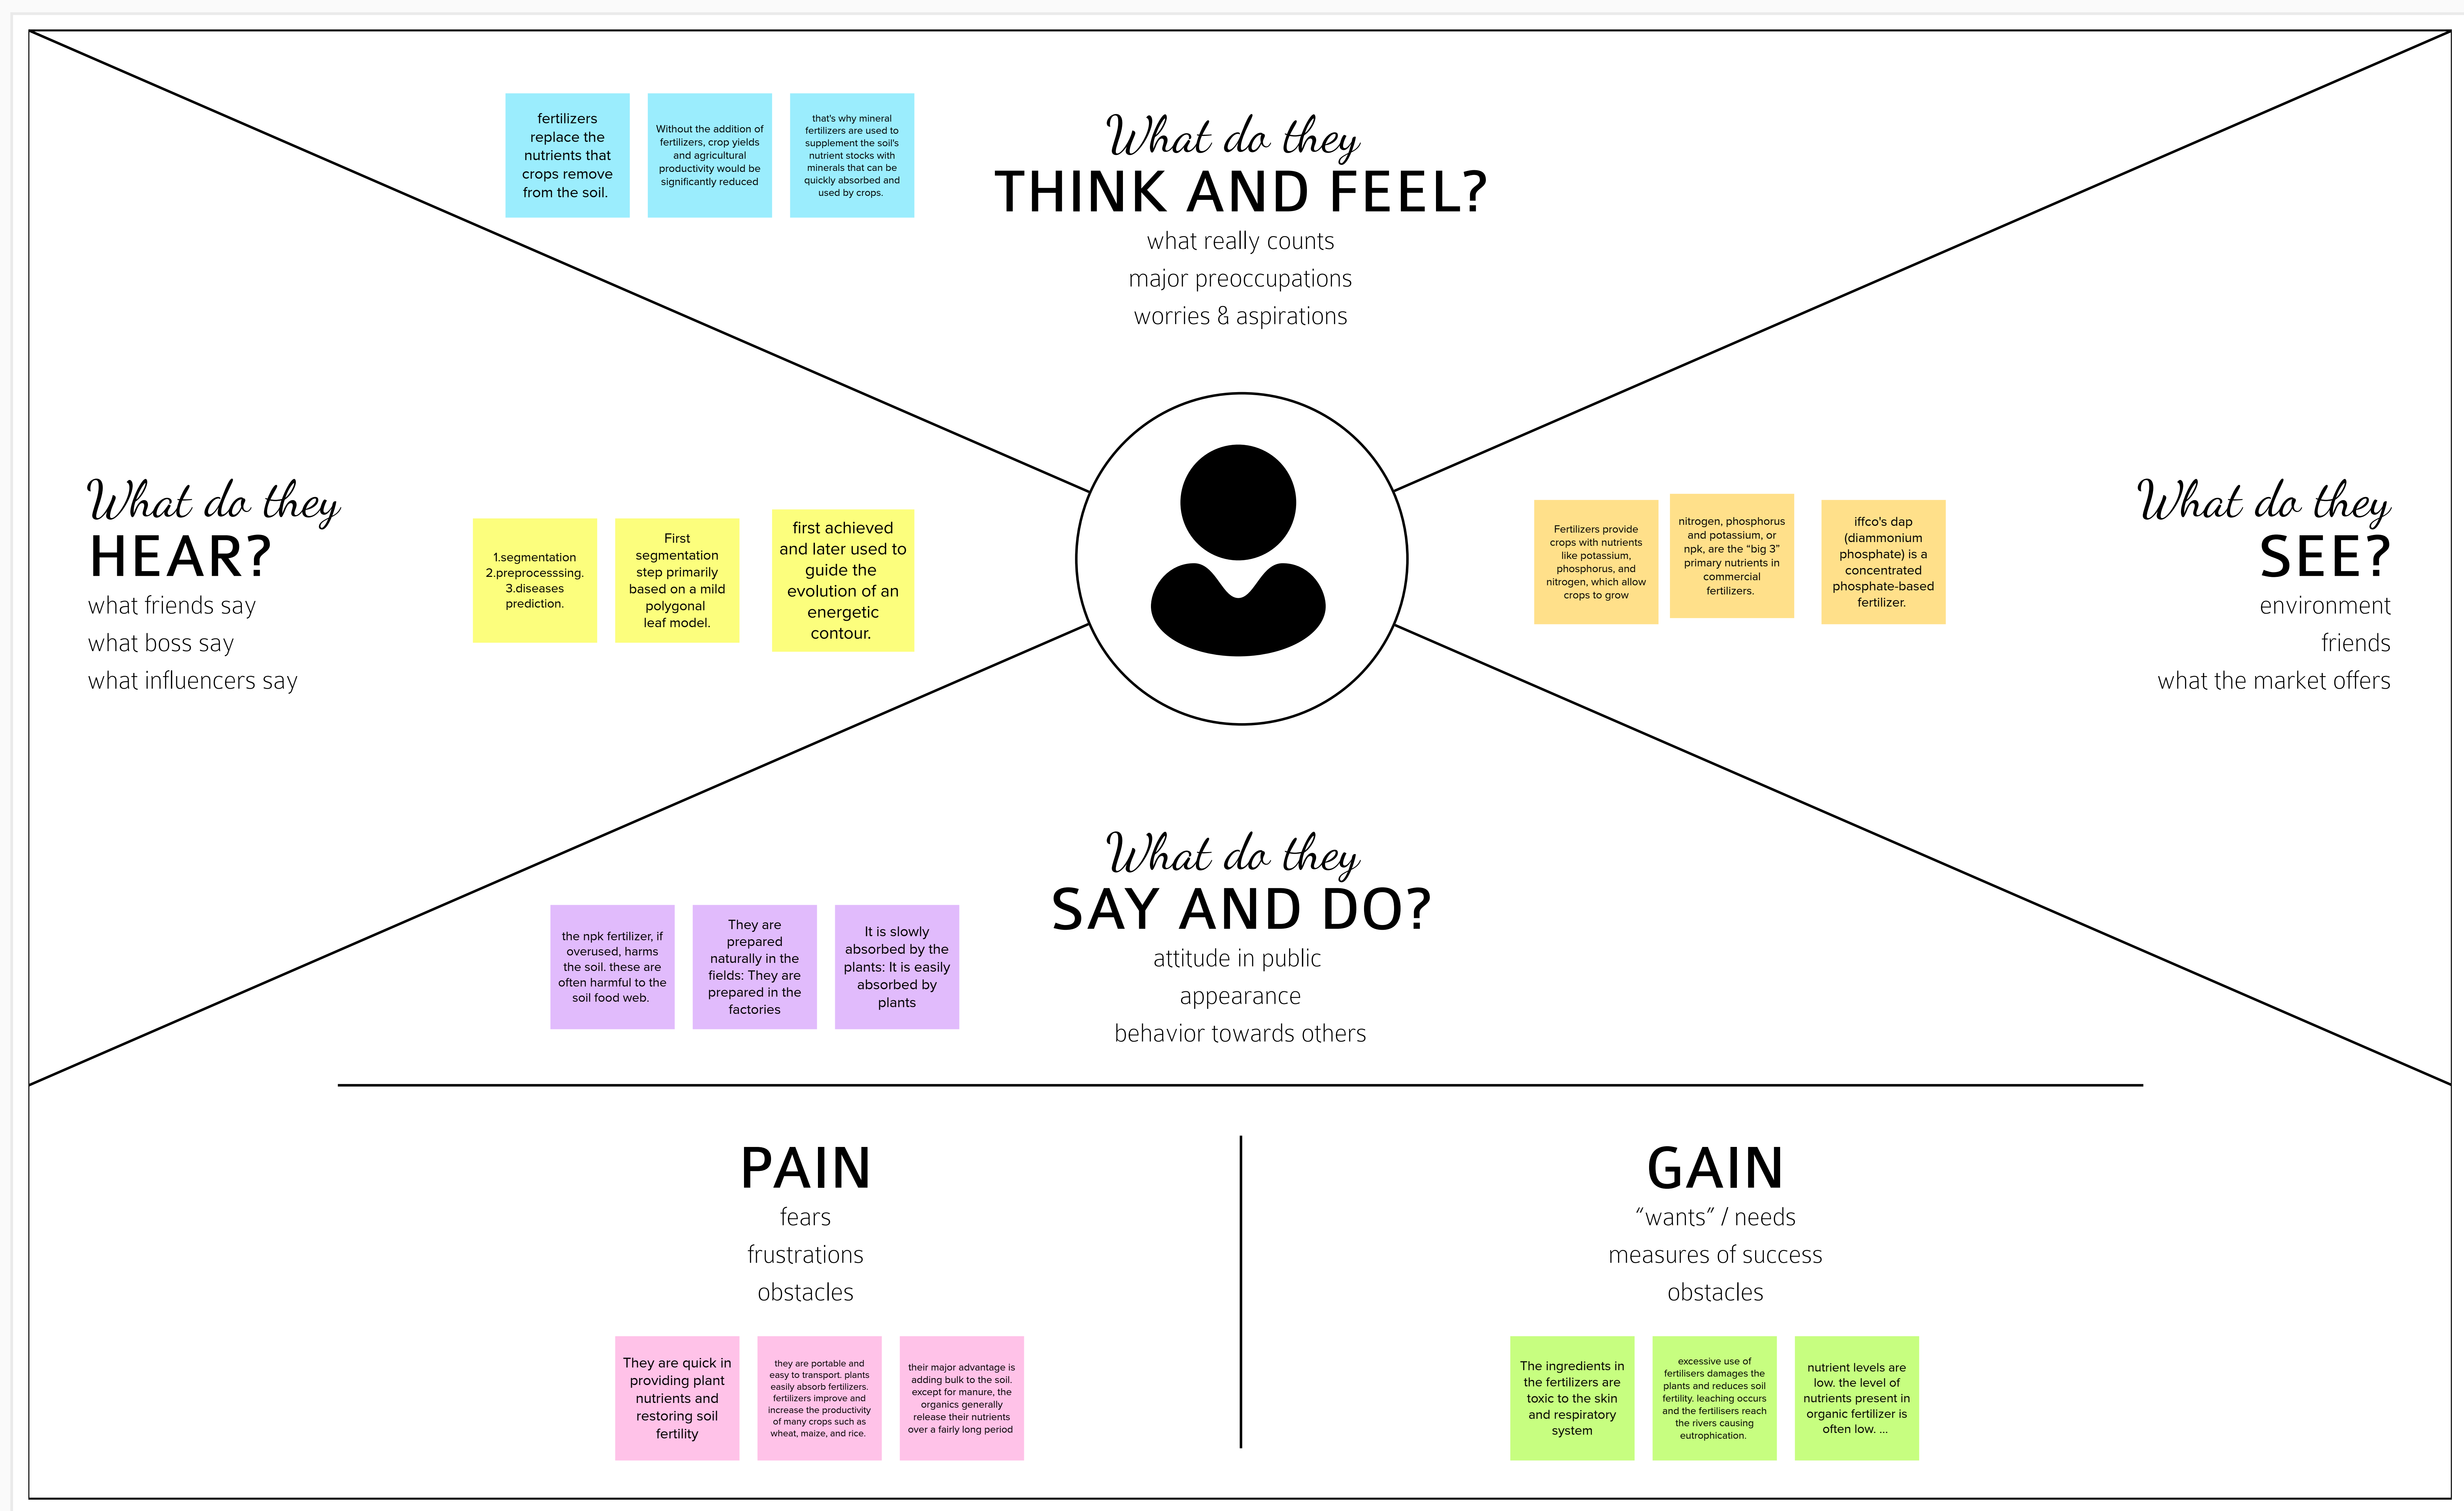 fertilizers
replace the
nutrients that
crops remove
from the soil.
Without the addition of
fertilizers, crop yields
and agricultural
productivity would be
significantly reduced
that's why mineral
fertilizers are used to
supplement the soil's
nutrient stocks with
minerals that can be
quickly absorbed and
used by crops.
What do they
THINK AND FEEL?
what really counts
major preoccupations
worries & aspirations
What do they
HEAR?
what friends say
what boss say
what influencers say
1.segmentation
2.preprocesssing.
3.diseases
prediction.
First
segmentation
step primarily
based on a mild
polygonal
leaf model.
first achieved
and later used to
guide the
evolution of an
energetic
contour.
Fertilizers provide
crops with nutrients
like potassium,
phosphorus, and
nitrogen, which allow
crops to grow
nitrogen, phosphorus
and potassium, or
npk, are the “big 3”
primary nutrients in
commercial
fertilizers.
iffco's dap
(diammonium
phosphate) is a
concentrated
phosphate-based
fertilizer.
What do they
SEE?
environment
friends
what the market offers
What do they
SAY AND DO?
attitude in public
appearance
behavior towards others
the npk fertilizer, if
overused, harms
the soil. these are
often harmful to the
soil food web.
They are
prepared
naturally in the
fields: They are
prepared in the
factories
It is slowly
absorbed by the
plants: It is easily
absorbed by
plants
PAIN
fears
frustrations
obstacles
They are quick in
providing plant
nutrients and
restoring soil
fertility
they are portable and
easy to transport. plants
easily absorb fertilizers.
fertilizers improve and
increase the productivity
of many crops such as
wheat, maize, and rice.
their major advantage is
adding bulk to the soil.
except for manure, the
organics generally
release their nutrients
over a fairly long period
GAIN
“wants” / needs
measures of success
obstacles
The ingredients in
the fertilizers are
toxic to the skin
and respiratory
system
excessive use of
fertilisers damages the
plants and reduces soil
fertility. leaching occurs
and the fertilisers reach
the rivers causing
eutrophication.
nutrient levels are
low. the level of
nutrients present in
organic fertilizer is
often low. ...